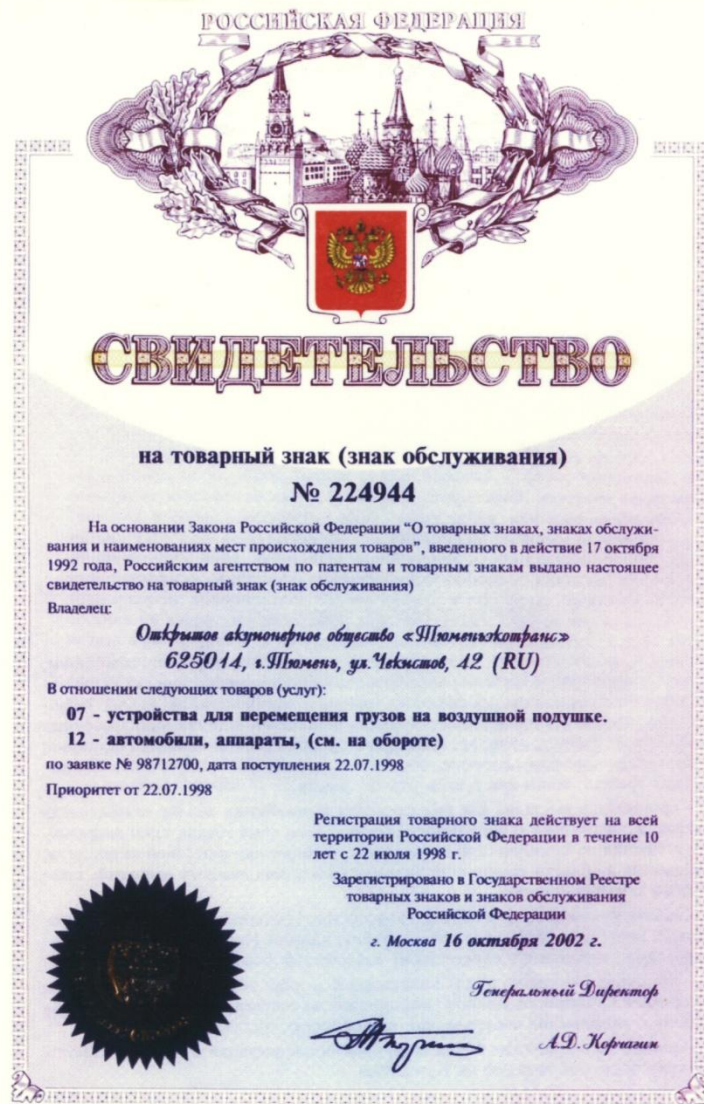 РОССИЙСКАЯ ФЕДЕРАЦИЯ
СВИДЕТЕЛЬСТВО
на товарный знак (знак обслуживания)
№ 224944
На основании Закона Российской Федерации “О товарных знаках, знаках обслужи-
вания и наименованиях мест происхождения товаров”, введенного в действие 17 октября
1992 года, Российским агентством по патентам и товарным знакам выдано настоящее
свидетельство на товарный знак (знак обслуживания)
Владелец:
Открытое акционерное общество «Тюменьэкотранс»
625014, г.Тюмень, ул.Чекистов, 42 (RU)
В отношении следующих товаров (услуг):
07 - устройства для перемещения грузов на воздушной подушке.
12 - автомобили, аппараты, (см. на обороте)
по заявке № 98712700, дата поступления 22.07.1998
Приоритет от 22.07.1998
Регистрация товарного знака действует на всей
территории Российской Федерации в течение 10
лет с 22 июля 1998 г.
Зарегистрировано в Государственном Реестре
товарных знаков и знаков обслуживания
Российской Федерации
г. Москва 16 октября 2002 г.
Генеральный Директор
А.Д. Корчагин